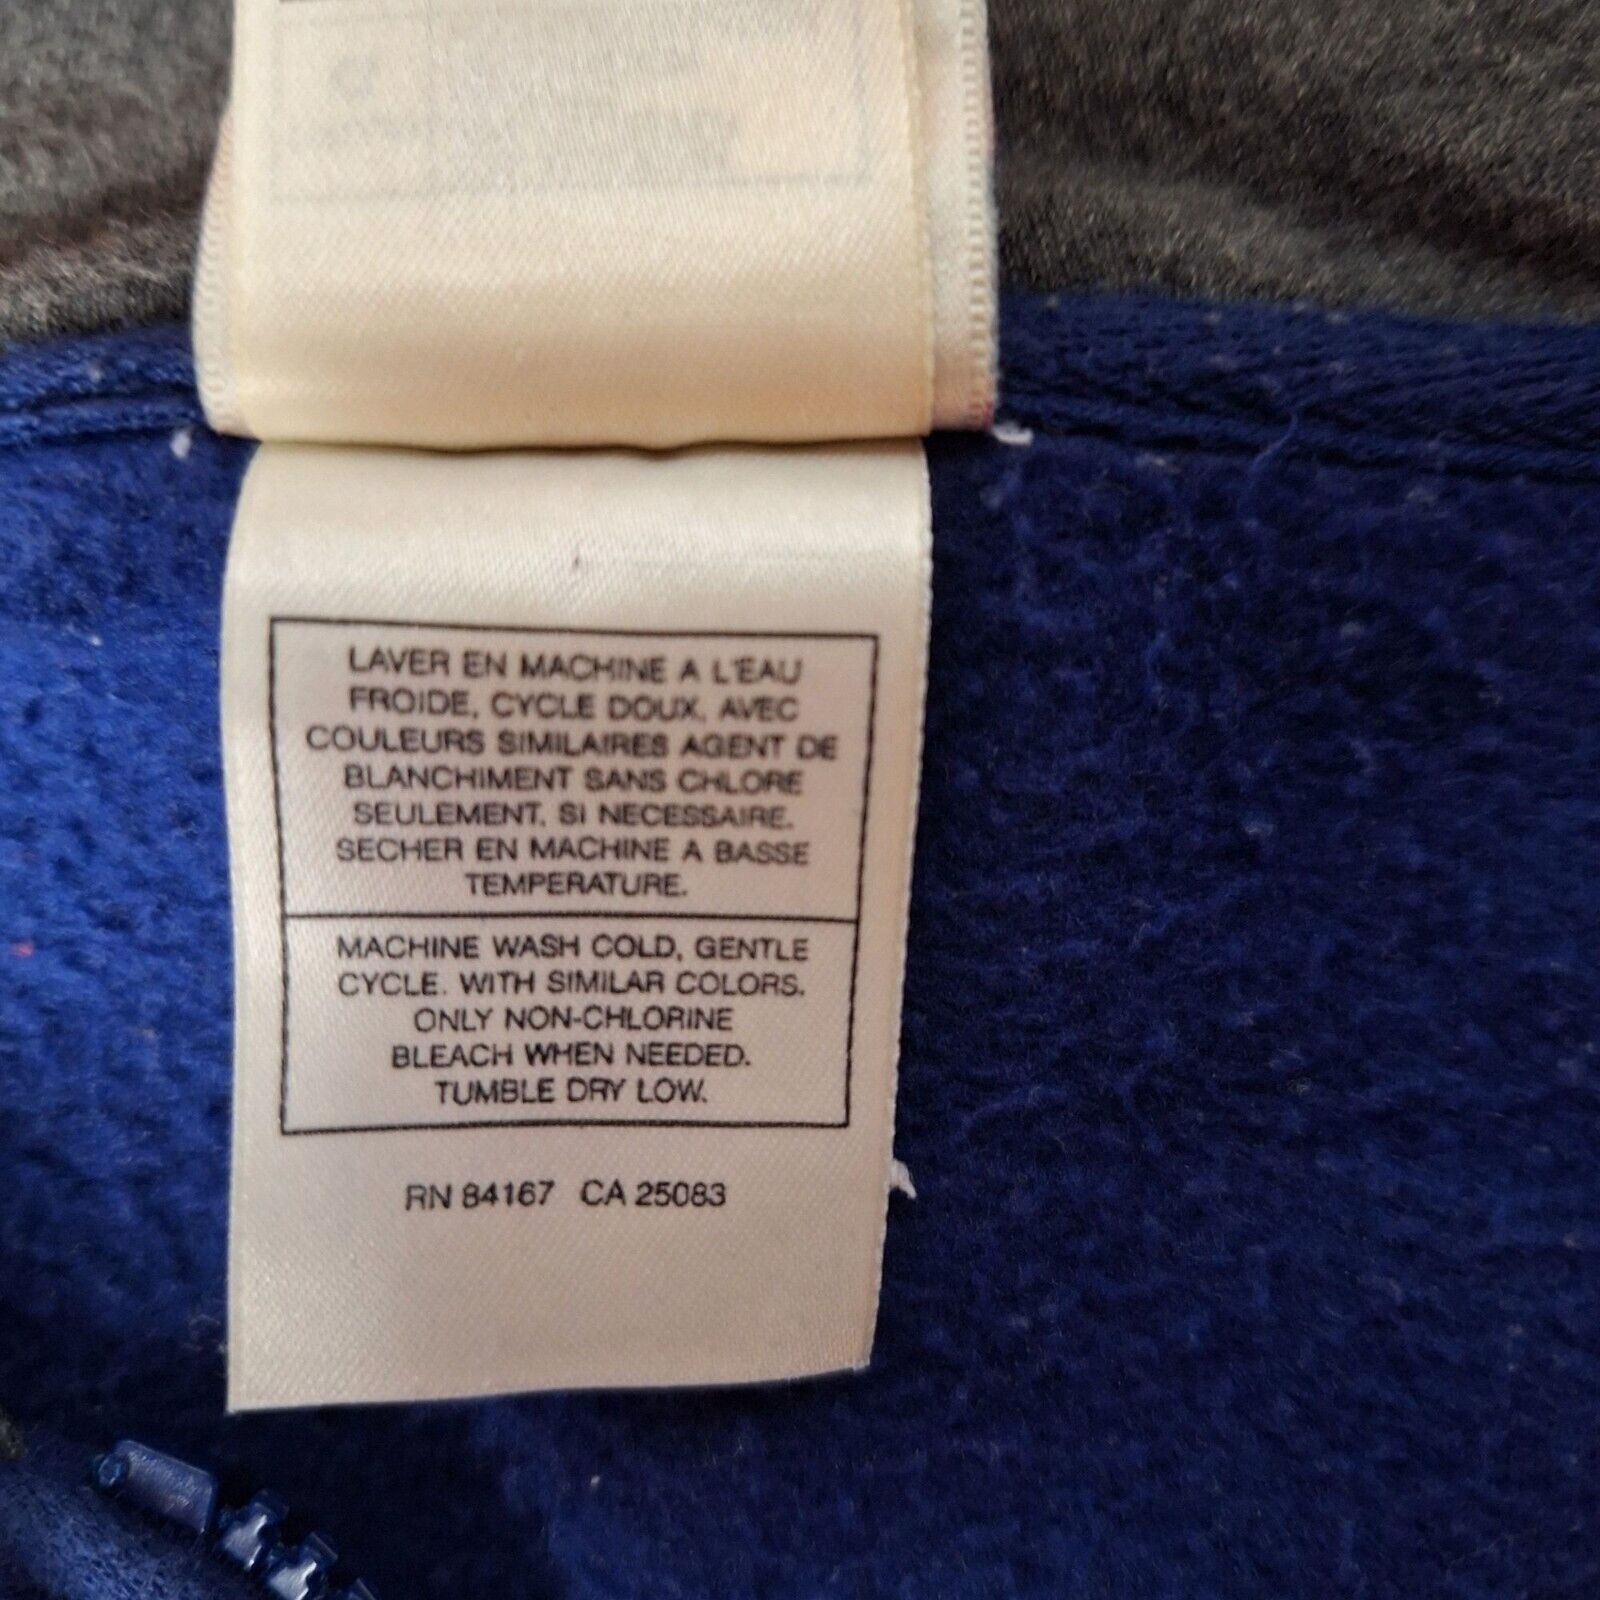 LAVER EN MACHINE A L'EAU
FROIDE, CYCLE DOUX, AVEC
COULEURS SIMILAIRES AGENT DE
BLANCHIMENT SANS CHLORE
SEULEMENT, SI NECESSAIRE.
SECHER EN MACHINE A BASSE
TEMPERATURE.
MACHINE WASH COLD, GENTLE
CYCLE. WITH SIMILAR COLORS.
ONLY NON-CHLORINE
BLEACH WHEN NEEDED.
TUMBLE DRY LOW.
RN 84167 CA 25083